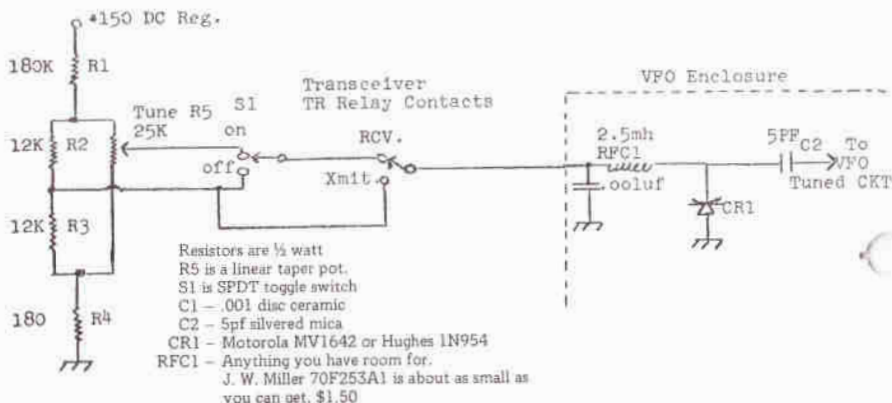 +150 DC Reg.
180K R1
Transceiver
TR Relay Contacts
VFO Enclosure
Tune R5
25K
S1
on
off
RCV.
Xmit.
12K R2
12K R3
180 R4
2.5mh
RFC1
.001uf
5PF
C2
To
VFO
Tuned CKT
CR1
Resistors are ½ watt
R5 is a linear taper pot.
S1 is SPDT toggle switch
C1 – .001 disc ceramic
C2 – 5pf silvered mica
CR1 – Motorola MV1642 or Hughes 1N954
RFC1 – Anything you have room for.
J. W. Miller 70F253A1 is about as small as
you can get, $1.50